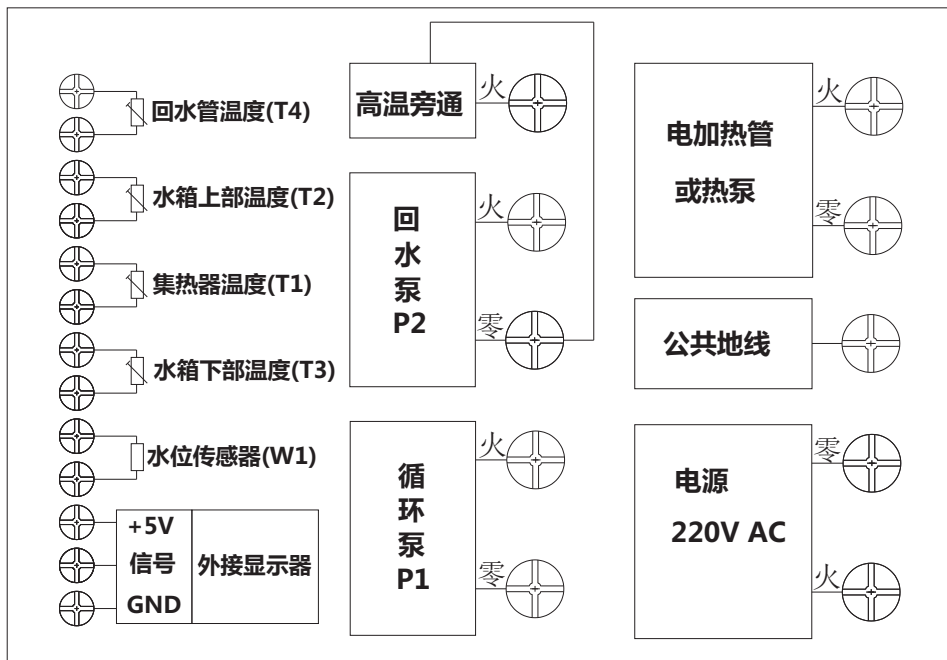 回水管温度(T4)
水箱上部温度(T2)
集热器温度(T1)
水箱下部温度(T3)
水位传感器(W1)
+5V
信号
GND
外接显示器
高温旁通
火
回
水
泵
P2
火
零
循
环
泵
P1
火
零
电加热管
或热泵
火
零
公共地线
电源
220V AC
零
火